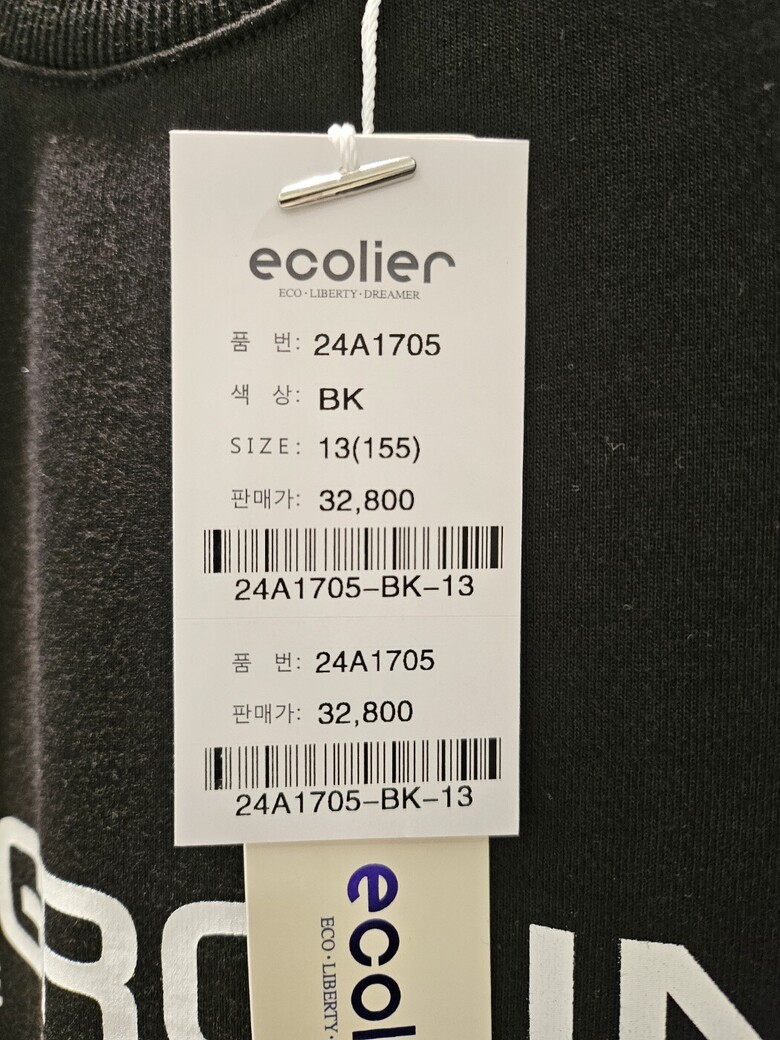 ecolier
ECO·LIBERTY·DREAMER
품 번: 24A1705
색 상: BK
SIZE: 13(155)
판매가: 32,800
24A1705-BK-13
품 번: 24A1705
판매가: 32,800
24A1705-BK-13
ecol
ECO·LIBERTY·